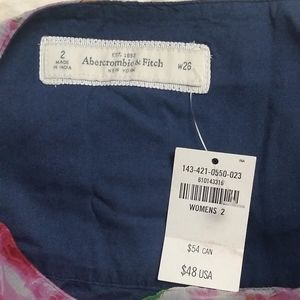 2
MADE
IN INDIA
EST. 1892
Abercrombie & Fitch
NEW YORK
W26
143-421-0550-023
610143316
WOMENS 2
$54 CAN
$48 USA